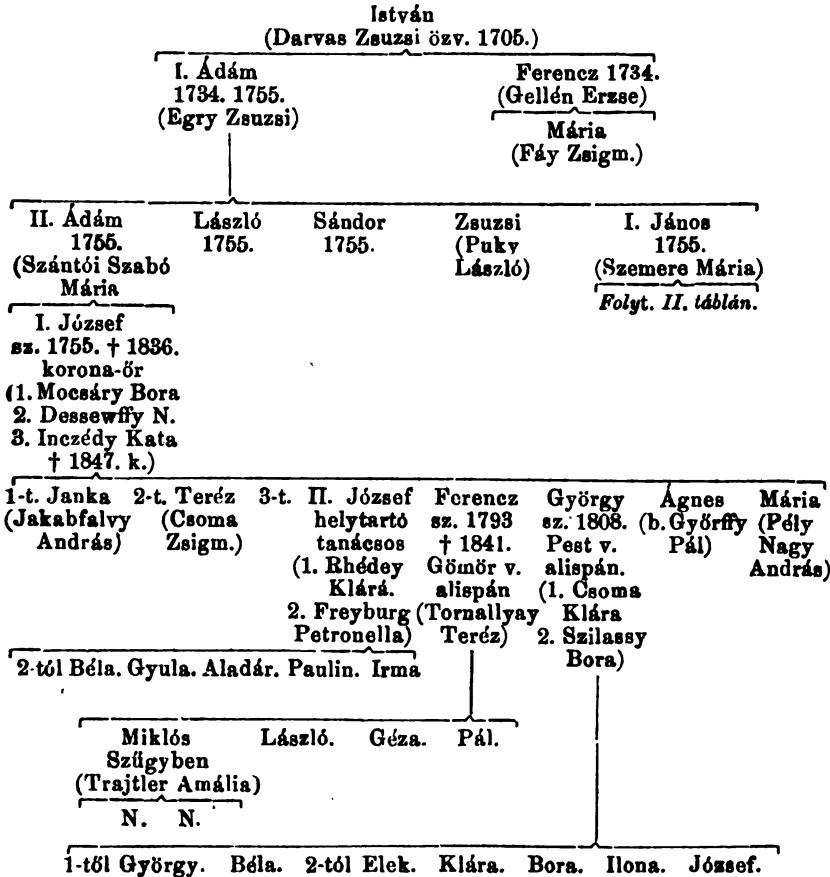 István
(Darvas Zsuzsi özv. 1705.)
I. Ádám
1734. 1755.
(Egry Zsuzsi)
Ferencz 1734.
(Gellén Erzse)
Mária
(Fáy Zsigm.)
II. Ádám
1755.
(Szántói Szabó
Mária
László
1755.
Sándor
1755.
Zsuzsi
(Puky
László)
I. János
1755.
(Szemere Mária)
Folyt. II. táblán.
I. József
sz. 1755. † 1836.
korona-őr
(1. Mocsáry Bora
2. Dessewffy N.
3. Inczédy Kata
† 1847. k.)
1-t. Janka
(Jakabfalvy
András)
2-t. Teréz
(Csoma
Zsigm.)
3-t. II. József
helytartó
tanácsos
(1. Rhédey
Klárá.
2. Freyburg
Petronella)
Ferencz
sz. 1793
† 1841.
Gömör v.
alispán
(Tornallyay
Teréz)
György
sz. 1808.
Pest v.
alispán.
(1. Csoma
Klára
2. Szilassy
Bora)
Ágnes
(b. Győrffy
Pál)
Mária
(Pély
Nagy
András)
2-tól Béla. Gyula. Aladár. Paulin. Irma
Miklós
Szűgyben
(Trajtler Amália)
László.
Géza.
Pál.
N. N.
1-től György. Béla. 2-tól Elek. Klára. Bora. Ilona. József.